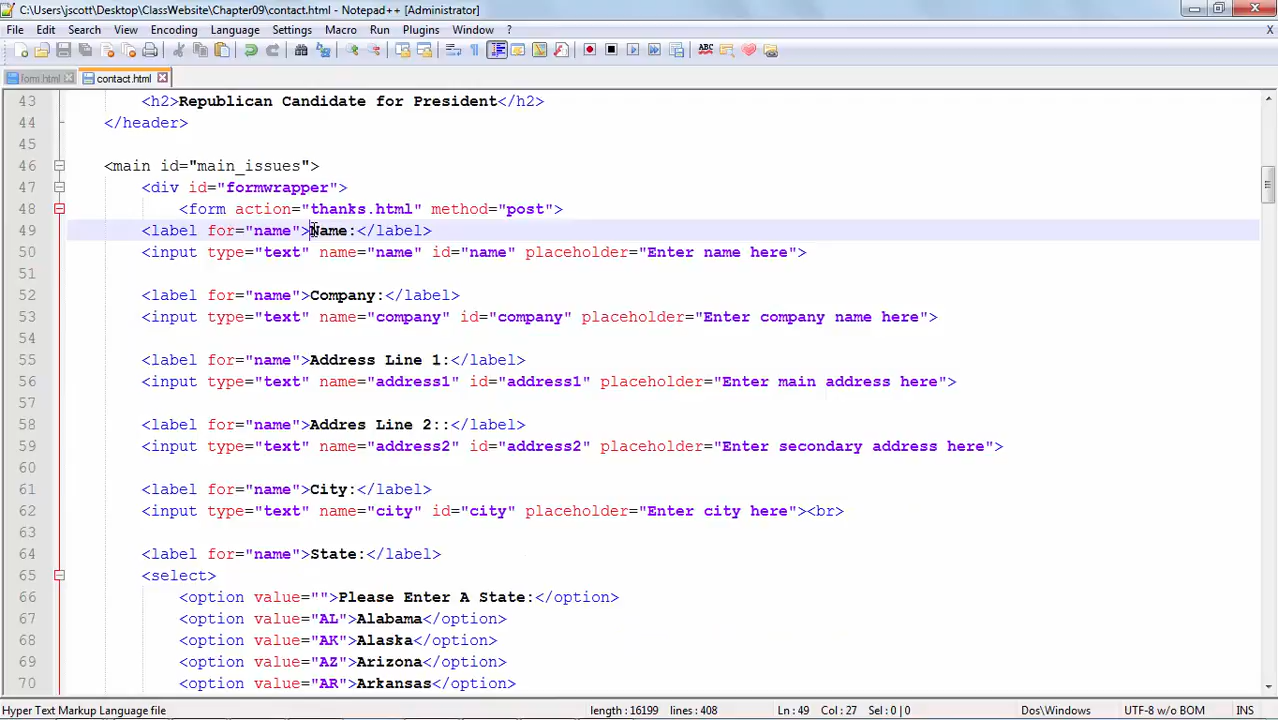 C:\Users\jscott\Desktop\ClassWebsite\Chapter09\contact.html - Notepad++ [Administrator]
File Edit Search View Encoding Language Settings Macro Run Plugins Window ? X
form.html contact.html
43 <h2>Republican Candidate for President</h2>
44 </header>
45
46 <main id="main_issues">
47 <div id="formwrapper">
48 <form action="thanks.html" method="post">
49 <label for="name">Name:</label>
50 <input type="text" name="name" id="name" placeholder="Enter name here">
51
52 <label for="name">Company:</label>
53 <input type="text" name="company" id="company" placeholder="Enter company name here">
54
55 <label for="name">Address Line 1:</label>
56 <input type="text" name="address1" id="address1" placeholder="Enter main address here">
57
58 <label for="name">Addres Line 2::</label>
59 <input type="text" name="address2" id="address2" placeholder="Enter secondary address here">
60
61 <label for="name">City:</label>
62 <input type="text" name="city" id="city" placeholder="Enter city here"><br>
63
64 <label for="name">State:</label>
65 <select>
66 <option value="">Please Enter A State:</option>
67 <option value="AL">Alabama</option>
68 <option value="AK">Alaska</option>
69 <option value="AZ">Arizona</option>
70 <option value="AR">Arkansas</option>
Hyper Text Markup Language file length : 16199 lines : 408 Ln : 49 Col : 27 Sel : 0 | 0 Dos\Windows UTF-8 w/o BOM INS